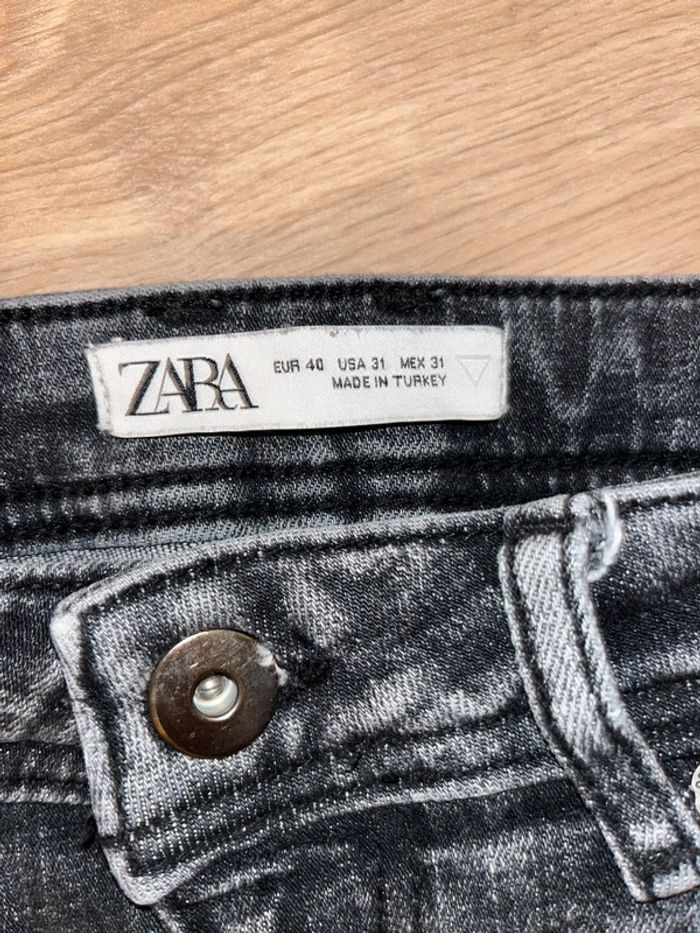 ZARA
EUR 40 USA 31 MEX 31
MADE IN TURKEY